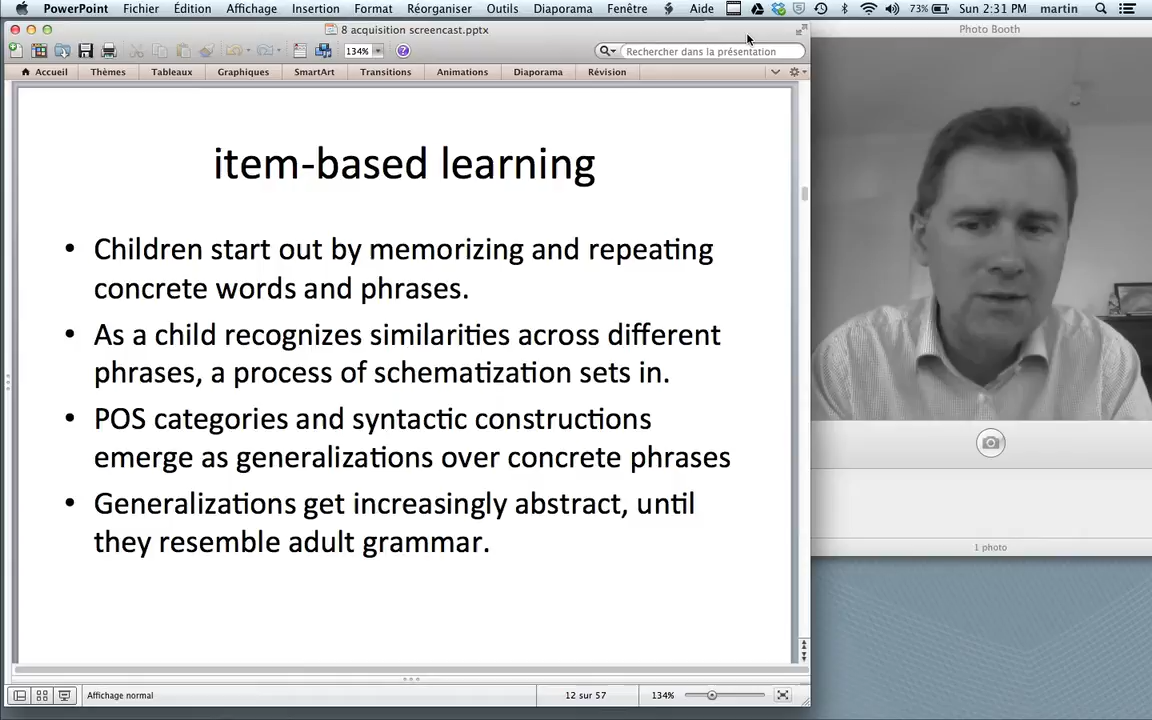 PowerPoint Fichier Édition Affichage Insertion Format Réorganiser Outils Diaporama Fenêtre Aide 73% Sun 2:31 PM martin
8 acquisition screencast.pptx
Photo Booth
134% Rechercher dans la présentation
Accueil Thèmes Tableaux Graphiques SmartArt Transitions Animations Diaporama Révision
item-based learning
• Children start out by memorizing and repeating
concrete words and phrases.
• As a child recognizes similarities across different
phrases, a process of schematization sets in.
• POS categories and syntactic constructions
emerge as generalizations over concrete phrases
• Generalizations get increasingly abstract, until
they resemble adult grammar.
1 photo
Affichage normal 12 sur 57 134%